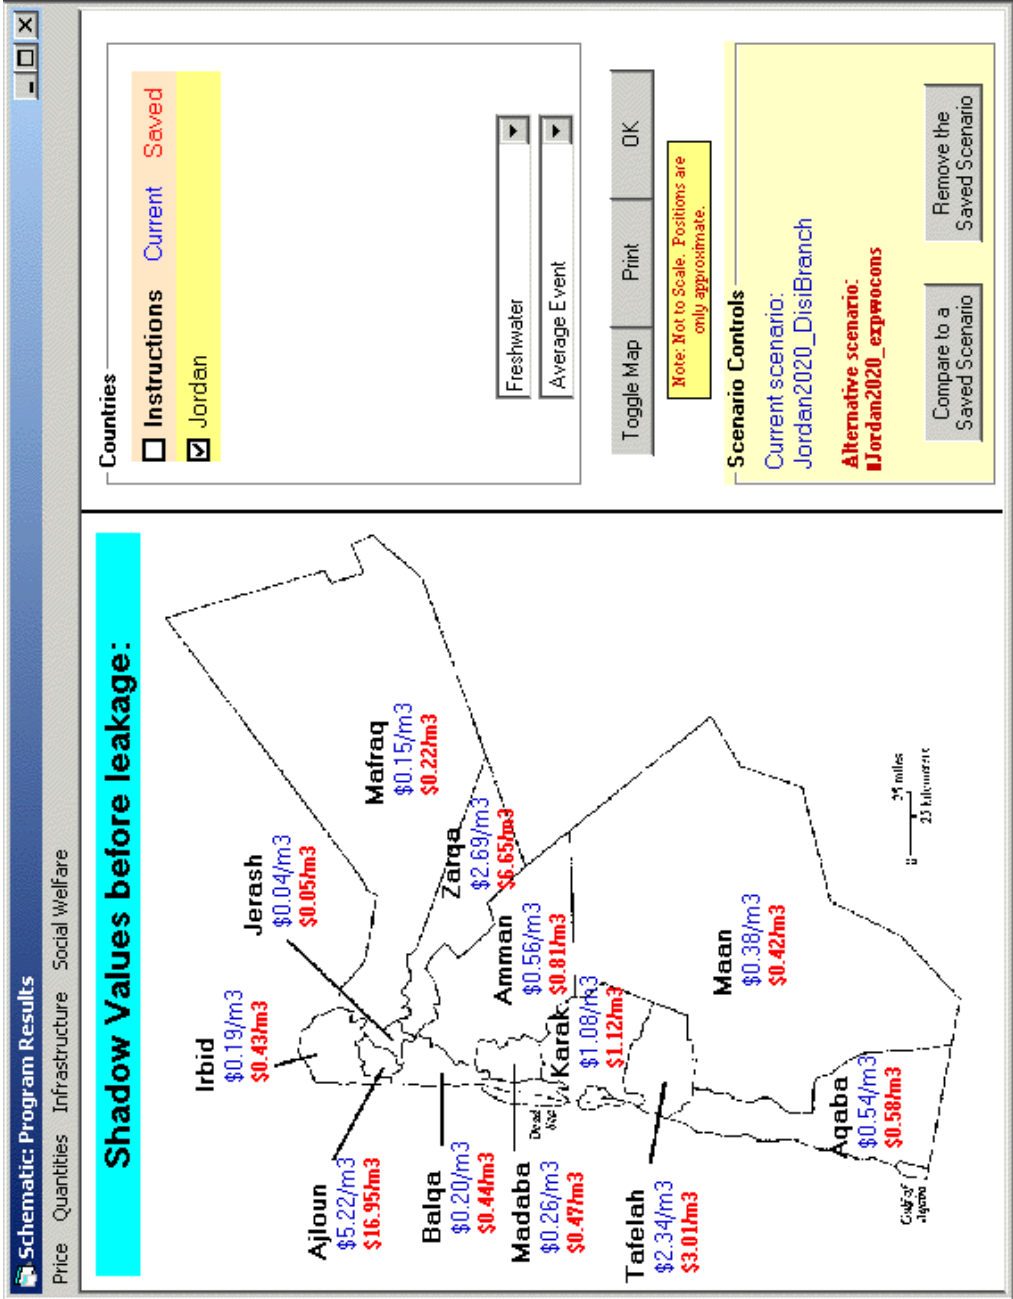 Schematic: Program Results
Price Quantities Infrastructure Social Welfare
Shadow Values before leakage:
Irbid
$0.19/m3
$0.43/m3
Jerash
$0.04/m3
$0.05/m3
Ajloun
$5.22/m3
$16.95/m3
Mafraq
$0.15/m3
$0.22/m3
Balqa
$0.20/m3
$0.44/m3
Zarqa
$2.69/m3
$6.65/m3
Madaba
$0.26/m3
$0.47/m3
Amman
$0.56/m3
$0.81/m3
Dead
Sea
Karak
$1.08/m3
$1.12/m3
Tafelah
$2.34/m3
$3.01/m3
Maan
$0.38/m3
$0.42/m3
Aqaba
$0.54/m3
$0.58/m3
Gulf of
Aqaba
0 25 miles
25 kilometers
Countries
Instructions Current Saved
Jordan
Freshwater
Average Event
Toggle Map Print OK
Note: Not to Scale. Positions are
only approximate.
Scenario Controls
Current scenario:
Jordan2020_DisiBranch
Alternative scenario:
Jordan2020_expwocons
Compare to a
Saved Scenario
Remove the
Saved Scenario